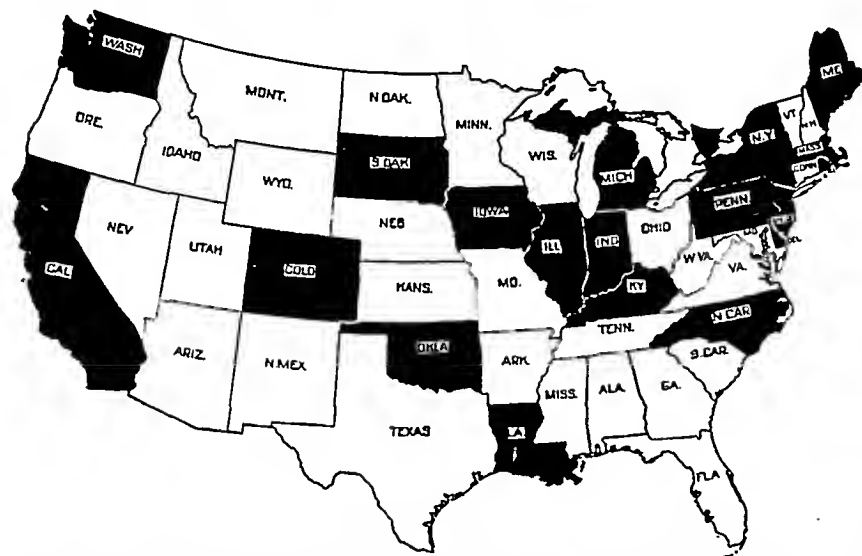 WASH
MONT.
N.DAK.
MINN.
ME
VT
N.H.
N.Y
MASS
CONN
ORE.
IDAHO
S.DAK
WIS.
MICH
WYO.
IOWA
PENN.
NEB
NEV
UTAH
COLO
ILL
IND
OHIO
DEL
W.VA.
VA.
CAL
KANS.
MO.
KY
N.CAR
TENN.
ARIZ.
N.MEX
OKLA
ARK.
S.CAR.
MISS.
ALA.
GA.
TEXAS
LA.
FLA